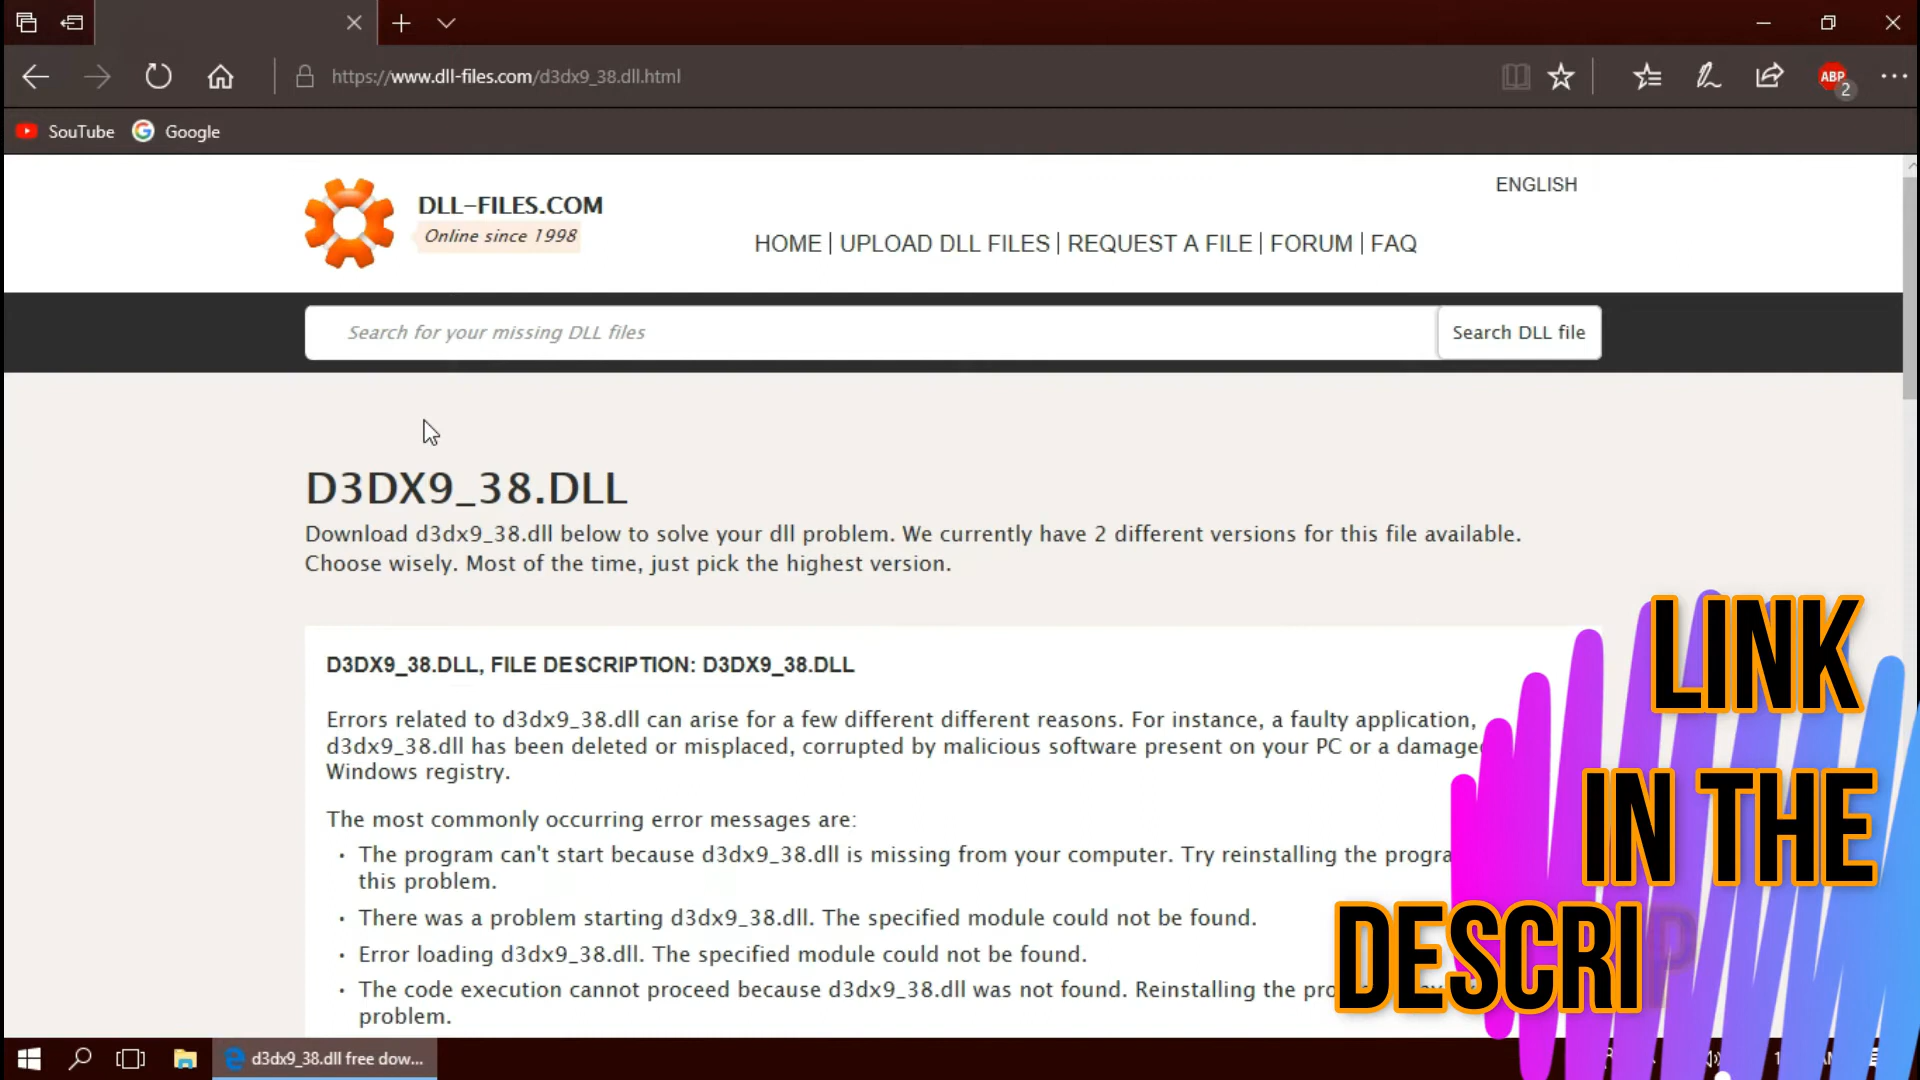 https://www.dll-files.com/d3dx9_38.dll.html
ABP
2
SouTube
Google
DLL-FILES.COM
Online since 1998
ENGLISH
HOME | UPLOAD DLL FILES | REQUEST A FILE | FORUM | FAQ
Search for your missing DLL files
Search DLL file
D3DX9_38.DLL
Download d3dx9_38.dll below to solve your dll problem. We currently have 2 different versions for this file available.
Choose wisely. Most of the time, just pick the highest version.
D3DX9_38.DLL, FILE DESCRIPTION: D3DX9_38.DLL
Errors related to d3dx9_38.dll can arise for a few different different reasons. For instance, a faulty application,
d3dx9_38.dll has been deleted or misplaced, corrupted by malicious software present on your PC or a damaged
Windows registry.
The most commonly occurring error messages are:
· The program can't start because d3dx9_38.dll is missing from your computer. Try reinstalling the progra
this problem.
· There was a problem starting d3dx9_38.dll. The specified module could not be found.
· Error loading d3dx9_38.dll. The specified module could not be found.
· The code execution cannot proceed because d3dx9_38.dll was not found. Reinstalling the pro
problem.
LINK
IN THE
DESCRIP
d3dx9_38.dll free dow...